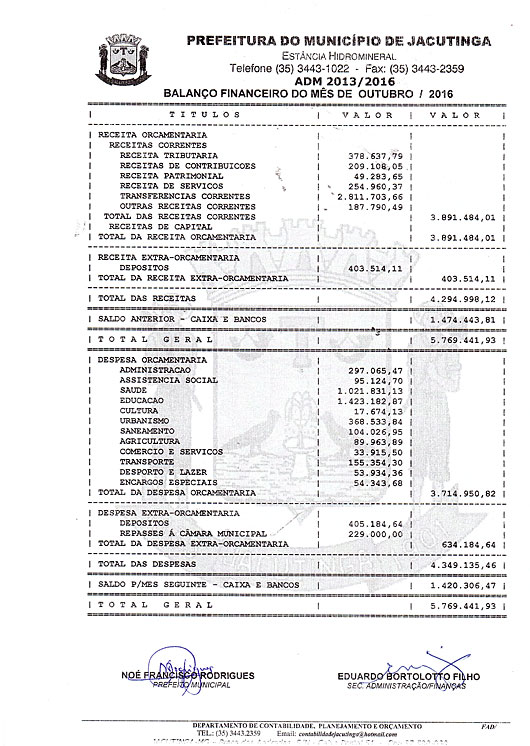 PREFEITURA DO MUNICÍPIO DE JACUTINGA
ESTÂNCIA HIDROMINERAL
Telefone (35) 3443-1022 - Fax: (35) 3443-2359
ADM 2013/2016
BALANÇO FINANCEIRO DO MÊS DE OUTUBRO / 2016
| T I T U L O S | V A L O R | V A L O R |
| RECEITA ORCAMENTARIA | | |
| RECEITAS CORRENTES | | |
| RECEITA TRIBUTARIA | 378.637,79 | |
| RECEITAS DE CONTRIBUICOES | 209.108,05 | |
| RECEITA PATRIMONIAL | 49.283,65 | |
| RECEITA DE SERVICOS | 254.960,37 | |
| TRANSFERENCIAS CORRENTES | 2.811.703,66 | |
| OUTRAS RECEITAS CORRENTES | 187.790,49 | |
| TOTAL DAS RECEITAS CORRENTES | | 3.891.484,01 |
| RECEITAS DE CAPITAL | | |
| TOTAL DA RECEITA ORCAMENTARIA | | 3.891.484,01 |
| RECEITA EXTRA-ORCAMENTARIA | | |
| DEPOSITOS | 403.514,11 | |
| TOTAL DA RECEITA EXTRA-ORCAMENTARIA | | 403.514,11 |
| TOTAL DAS RECEITAS | | 4.294.998,12 |
| SALDO ANTERIOR - CAIXA E BANCOS | | 1.474.443,81 |
| T O T A L G E R A L | | 5.769.441,93 |
| DESPESA ORCAMENTARIA | | |
| ADMINISTRACAO | 297.065,47 | |
| ASSISTENCIA SOCIAL | 95.124,70 | |
| SAUDE | 1.021.831,13 | |
| EDUCACAO | 1.423.182,87 | |
| CULTURA | 17.674,13 | |
| URBANISMO | 368.533,84 | |
| SANEAMENTO | 104.026,95 | |
| AGRICULTURA | 89.963,89 | |
| COMERCIO E SERVICOS | 33.915,50 | |
| TRANSPORTE | 155.354,30 | |
| DESPORTO E LAZER | 53.934,36 | |
| ENCARGOS ESPECIAIS | 54.343,68 | |
| TOTAL DA DESPESA ORCAMENTARIA | | 3.714.950,82 |
| DESPESA EXTRA-ORCAMENTARIA | | |
| DEPOSITOS | 405.184,64 | |
| REPASSES Á CÂMARA MUNICIPAL | 229.000,00 | |
| TOTAL DA DESPESA EXTRA-ORCAMENTARIA | | 634.184,64 |
| TOTAL DAS DESPESAS | | 4.349.135,46 |
| SALDO P/MES SEGUINTE - CAIXA E BANCOS | | 1.420.306,47 |
| T O T A L G E R A L | | 5.769.441,93 |
NOÉ FRANCISCO RODRIGUES
PREFEITO MUNICIPAL
EDUARDO BORTOLOTTO FILHO
SEC. ADMINISTRAÇÃO/FINANÇAS
DEPARTAMENTO DE CONTABILIDADE, PLANEJAMENTO E ORÇAMENTO FAD/
TEL.: (35) 3443.2359 Email: contabilidadejacutinga@hotmail.com